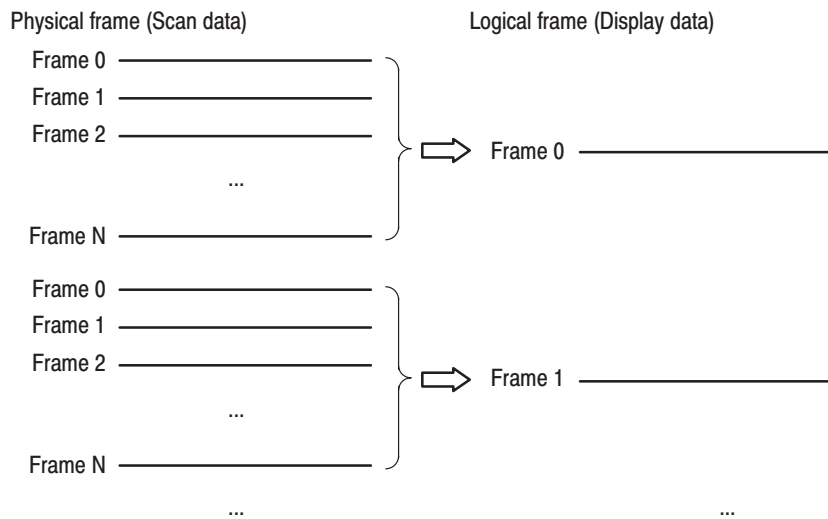 Physical frame (Scan data)
Logical frame (Display data)
Frame 0
Frame 1
Frame 2
...
Frame N
Frame 0
Frame 0
Frame 1
Frame 2
...
Frame N
Frame 1
...
...